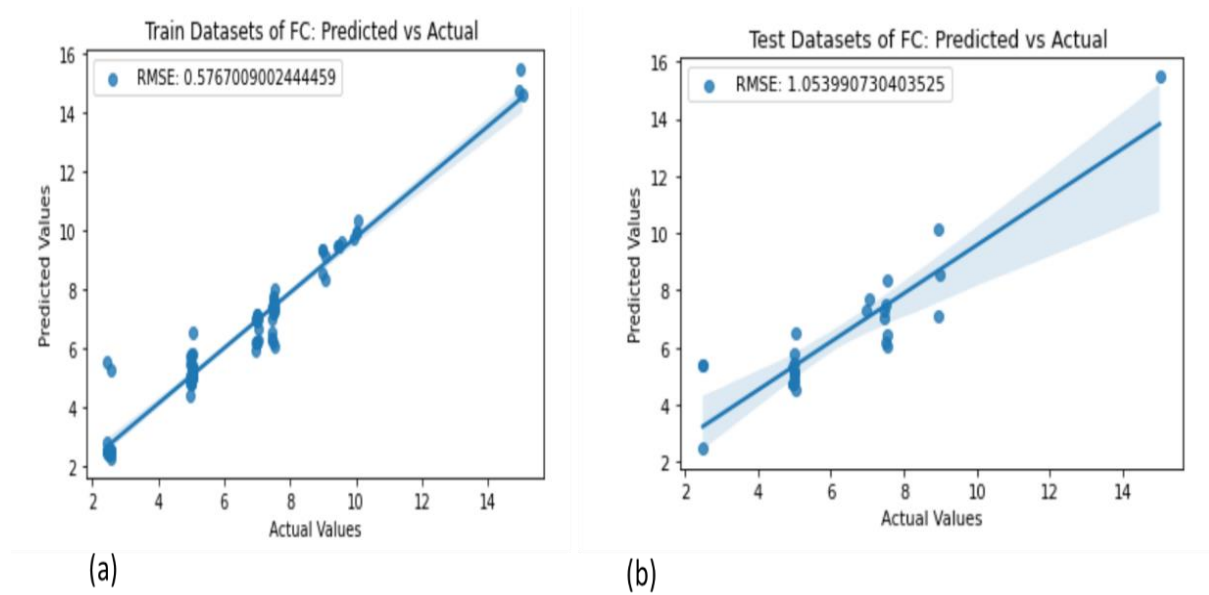 Train Datasets of FC: Predicted vs Actual
RMSE: 0.5767009002444459
16
14
12
10
8
6
4
2
Predicted Values
2 4 6 8 10 12 14
Actual Values
(a)
Test Datasets of FC: Predicted vs Actual
RMSE: 1.053990730403525
16
14
12
10
8
6
4
2
Predicted Values
2 4 6 8 10 12 14
Actual Values
(b)